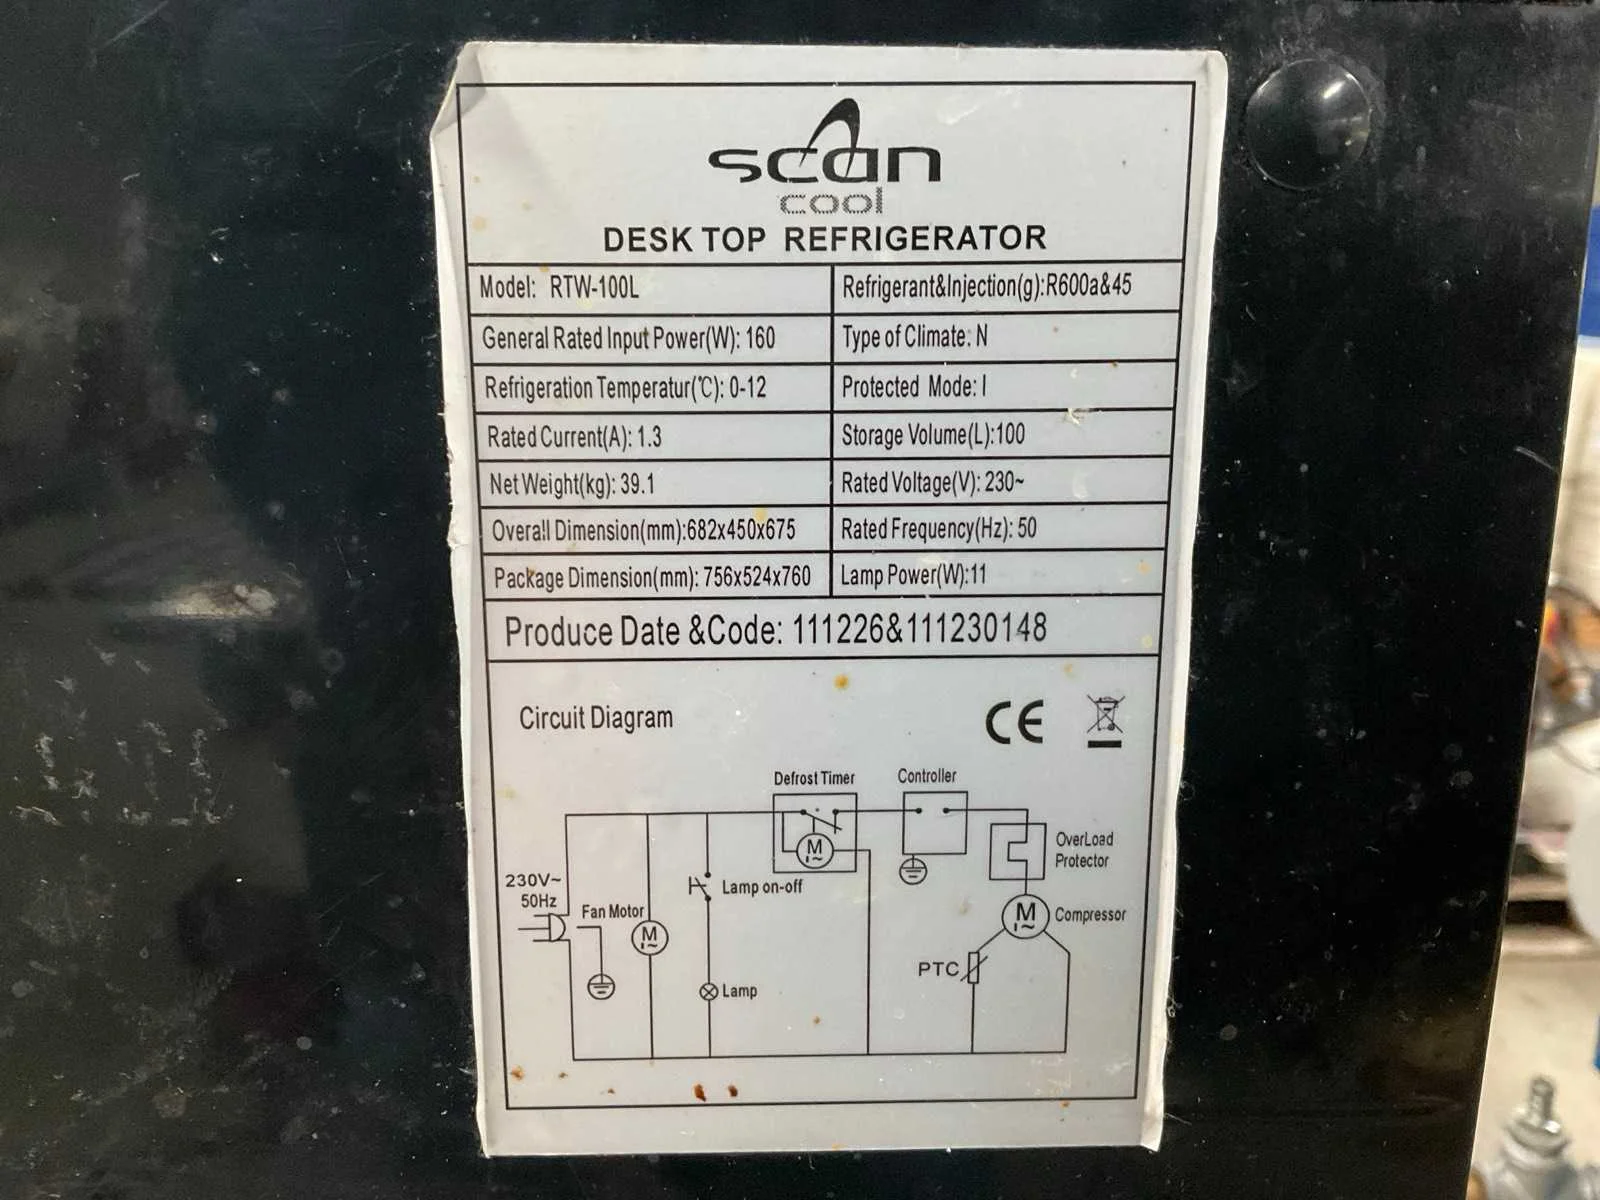 scan
cool
DESK TOP REFRIGERATOR
Model: RTW-100L
Refrigerant&Injection(g):R600a&45
General Rated Input Power(W): 160
Type of Climate: N
Refrigeration Temperatur(℃): 0-12
Protected Mode: I
Rated Current(A): 1.3
Storage Volume(L):100
Net Weight(kg): 39.1
Rated Voltage(V): 230~
Overall Dimension(mm):682x450x675
Rated Frequency(Hz): 50
Package Dimension(mm): 756x524x760
Lamp Power(W):11
Produce Date &Code: 111226&111230148
Circuit Diagram
CE
Defrost Timer
Controller
M
~
OverLoad
Protector
230V~
50Hz
Lamp on-off
Fan Motor
M
~
M
~
Compressor
PTC
Lamp